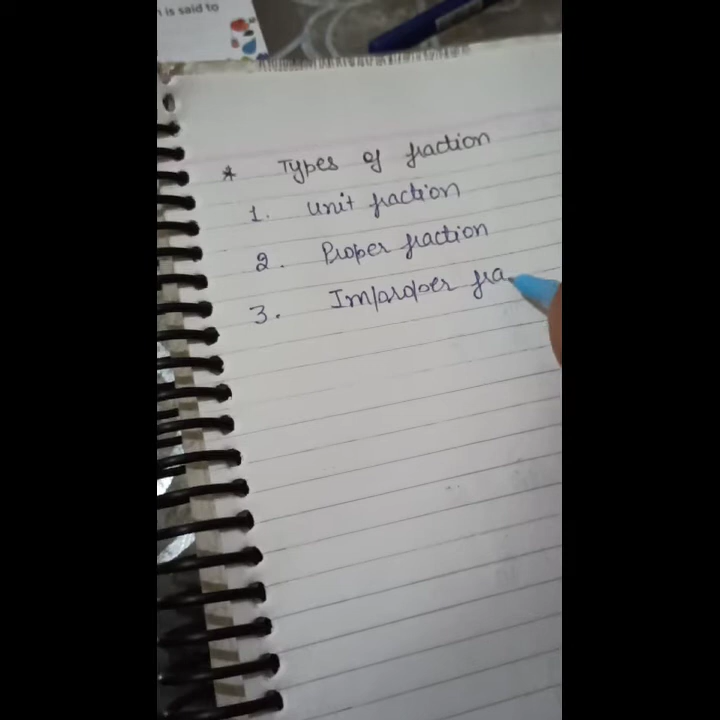 n is said to
* Types of fraction
1. Unit fraction
2. Proper fraction
3. Improper fra